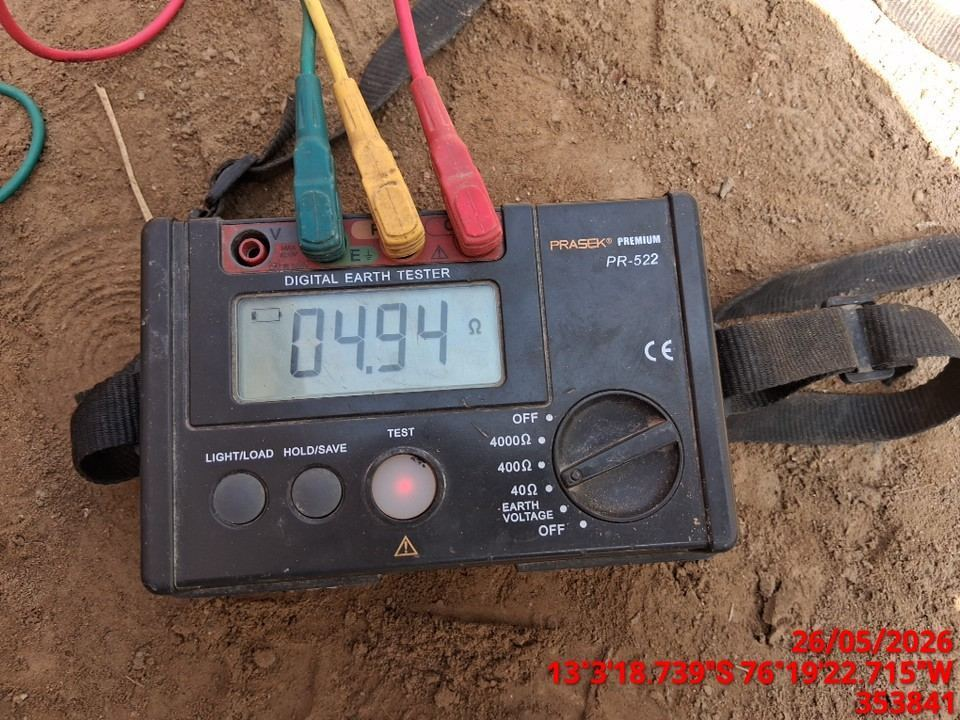 V
E
DIGITAL EARTH TESTER
PRASEK® PREMIUM
PR-522
04.94 Ω
CE
OFF
4000Ω
400Ω
40Ω
EARTH
VOLTAGE
OFF
LIGHT/LOAD HOLD/SAVE TEST
26/05/2026
13°3'18.739"S 76°19'22.715"W
353841